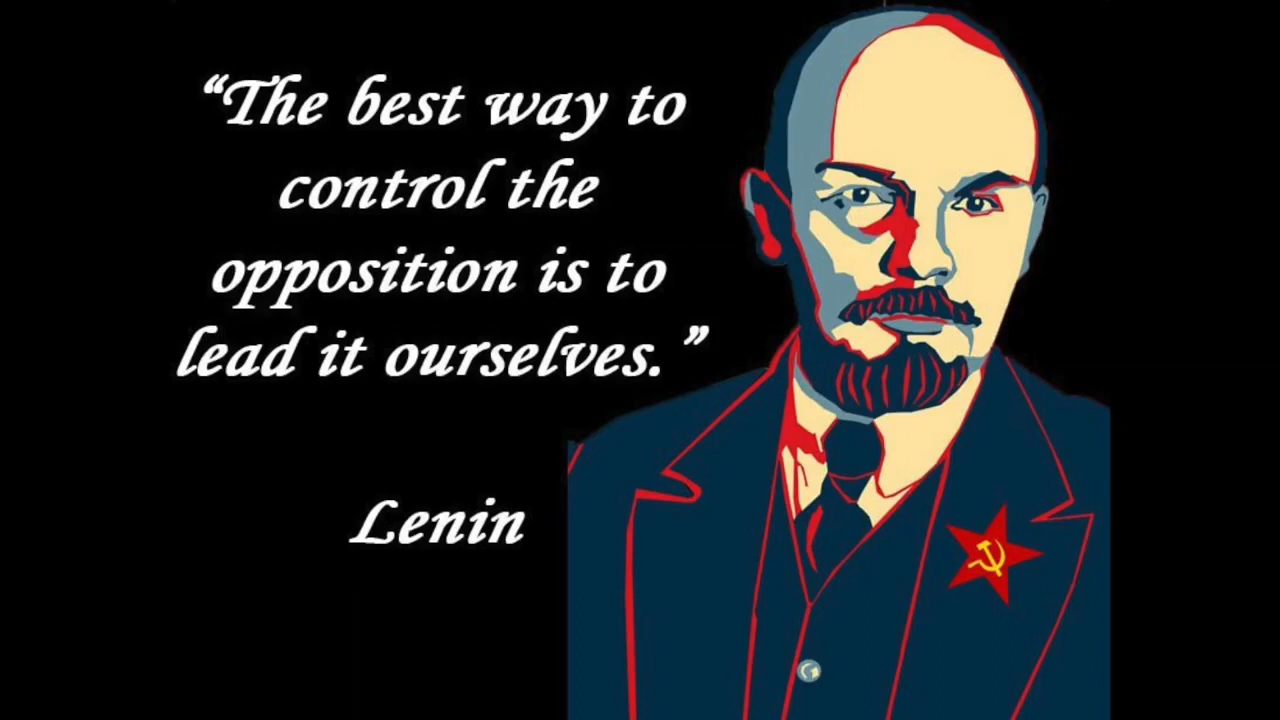 “The best way to
control the
opposition is to
lead it ourselves.”
Lenin